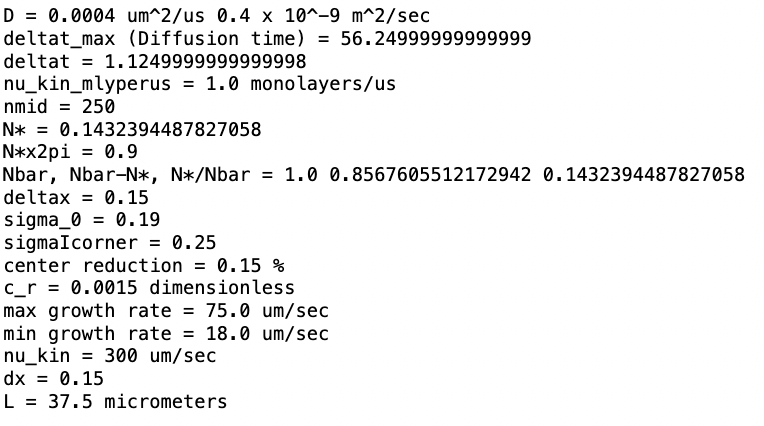 D = 0.0004 um^2/us 0.4 x 10^-9 m^2/sec
deltat_max (Diffusion time) = 56.24999999999999
deltat = 1.1249999999999998
nu_kin_mlyperus = 1.0 monolayers/us
nmid = 250
N* = 0.1432394487827058
N*x2pi = 0.9
Nbar, Nbar-N*, N*/Nbar = 1.0 0.8567605512172942 0.1432394487827058
deltax = 0.15
sigma_0 = 0.19
sigmaIcorner = 0.25
center reduction = 0.15 %
c_r = 0.0015 dimensionless
max growth rate = 75.0 um/sec
min growth rate = 18.0 um/sec
nu_kin = 300 um/sec
dx = 0.15
L = 37.5 micrometers